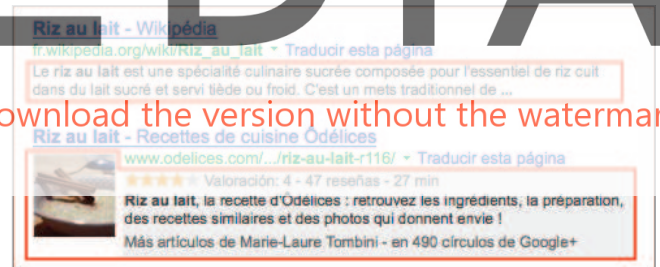 Riz au lait - Wikipédia
fr.wikipedia.org/wiki/Riz_au_lait - Traducir esta página
Le riz au lait est une spécialité culinaire sucrée composée pour l'essentiel de riz cuit
dans du lait sucré et servi tiède ou froid. C'est un mets traditionnel de ...
ownload the version without the waterma
Riz au lait - Recettes de cuisine Ôdélices
www.odelices.com/.../riz-au-lait-r116/ - Traducir esta página
Valoración: 4 - 47 reseñas - 27 min
Riz au lait, la recette d'Ôdélices : retrouvez les ingrédients, la préparation,
des recettes similaires et des photos qui donnent envie !
Más artículos de Marie-Laure Tombini - en 490 círculos de Google+